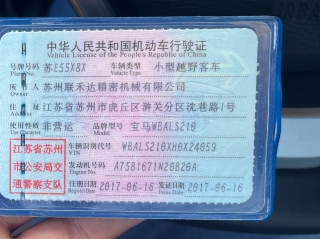 中华人民共和国机动车行驶证
Vehicle License of the People's Republic of China
号牌号码 苏E55X8X 车辆类型 小型越野客车
Plate No. Vehicle Type
所有人 苏州联禾达精密机械有限公司
Owner
住址 江苏省苏州市虎丘区浒关分区沈巷路1号
Address
使用性质 非营运 品牌型号 宝马WBALS210
Use Character Model
江苏省苏州市公安局交通警察支队
车辆识别代号 WBALS210XH0X24059
VIN
发动机号码 A7581671N20B20A
Engine No.
注册日期 2017-06-16 发证日期 2017-06-16
Register Date Issue Date